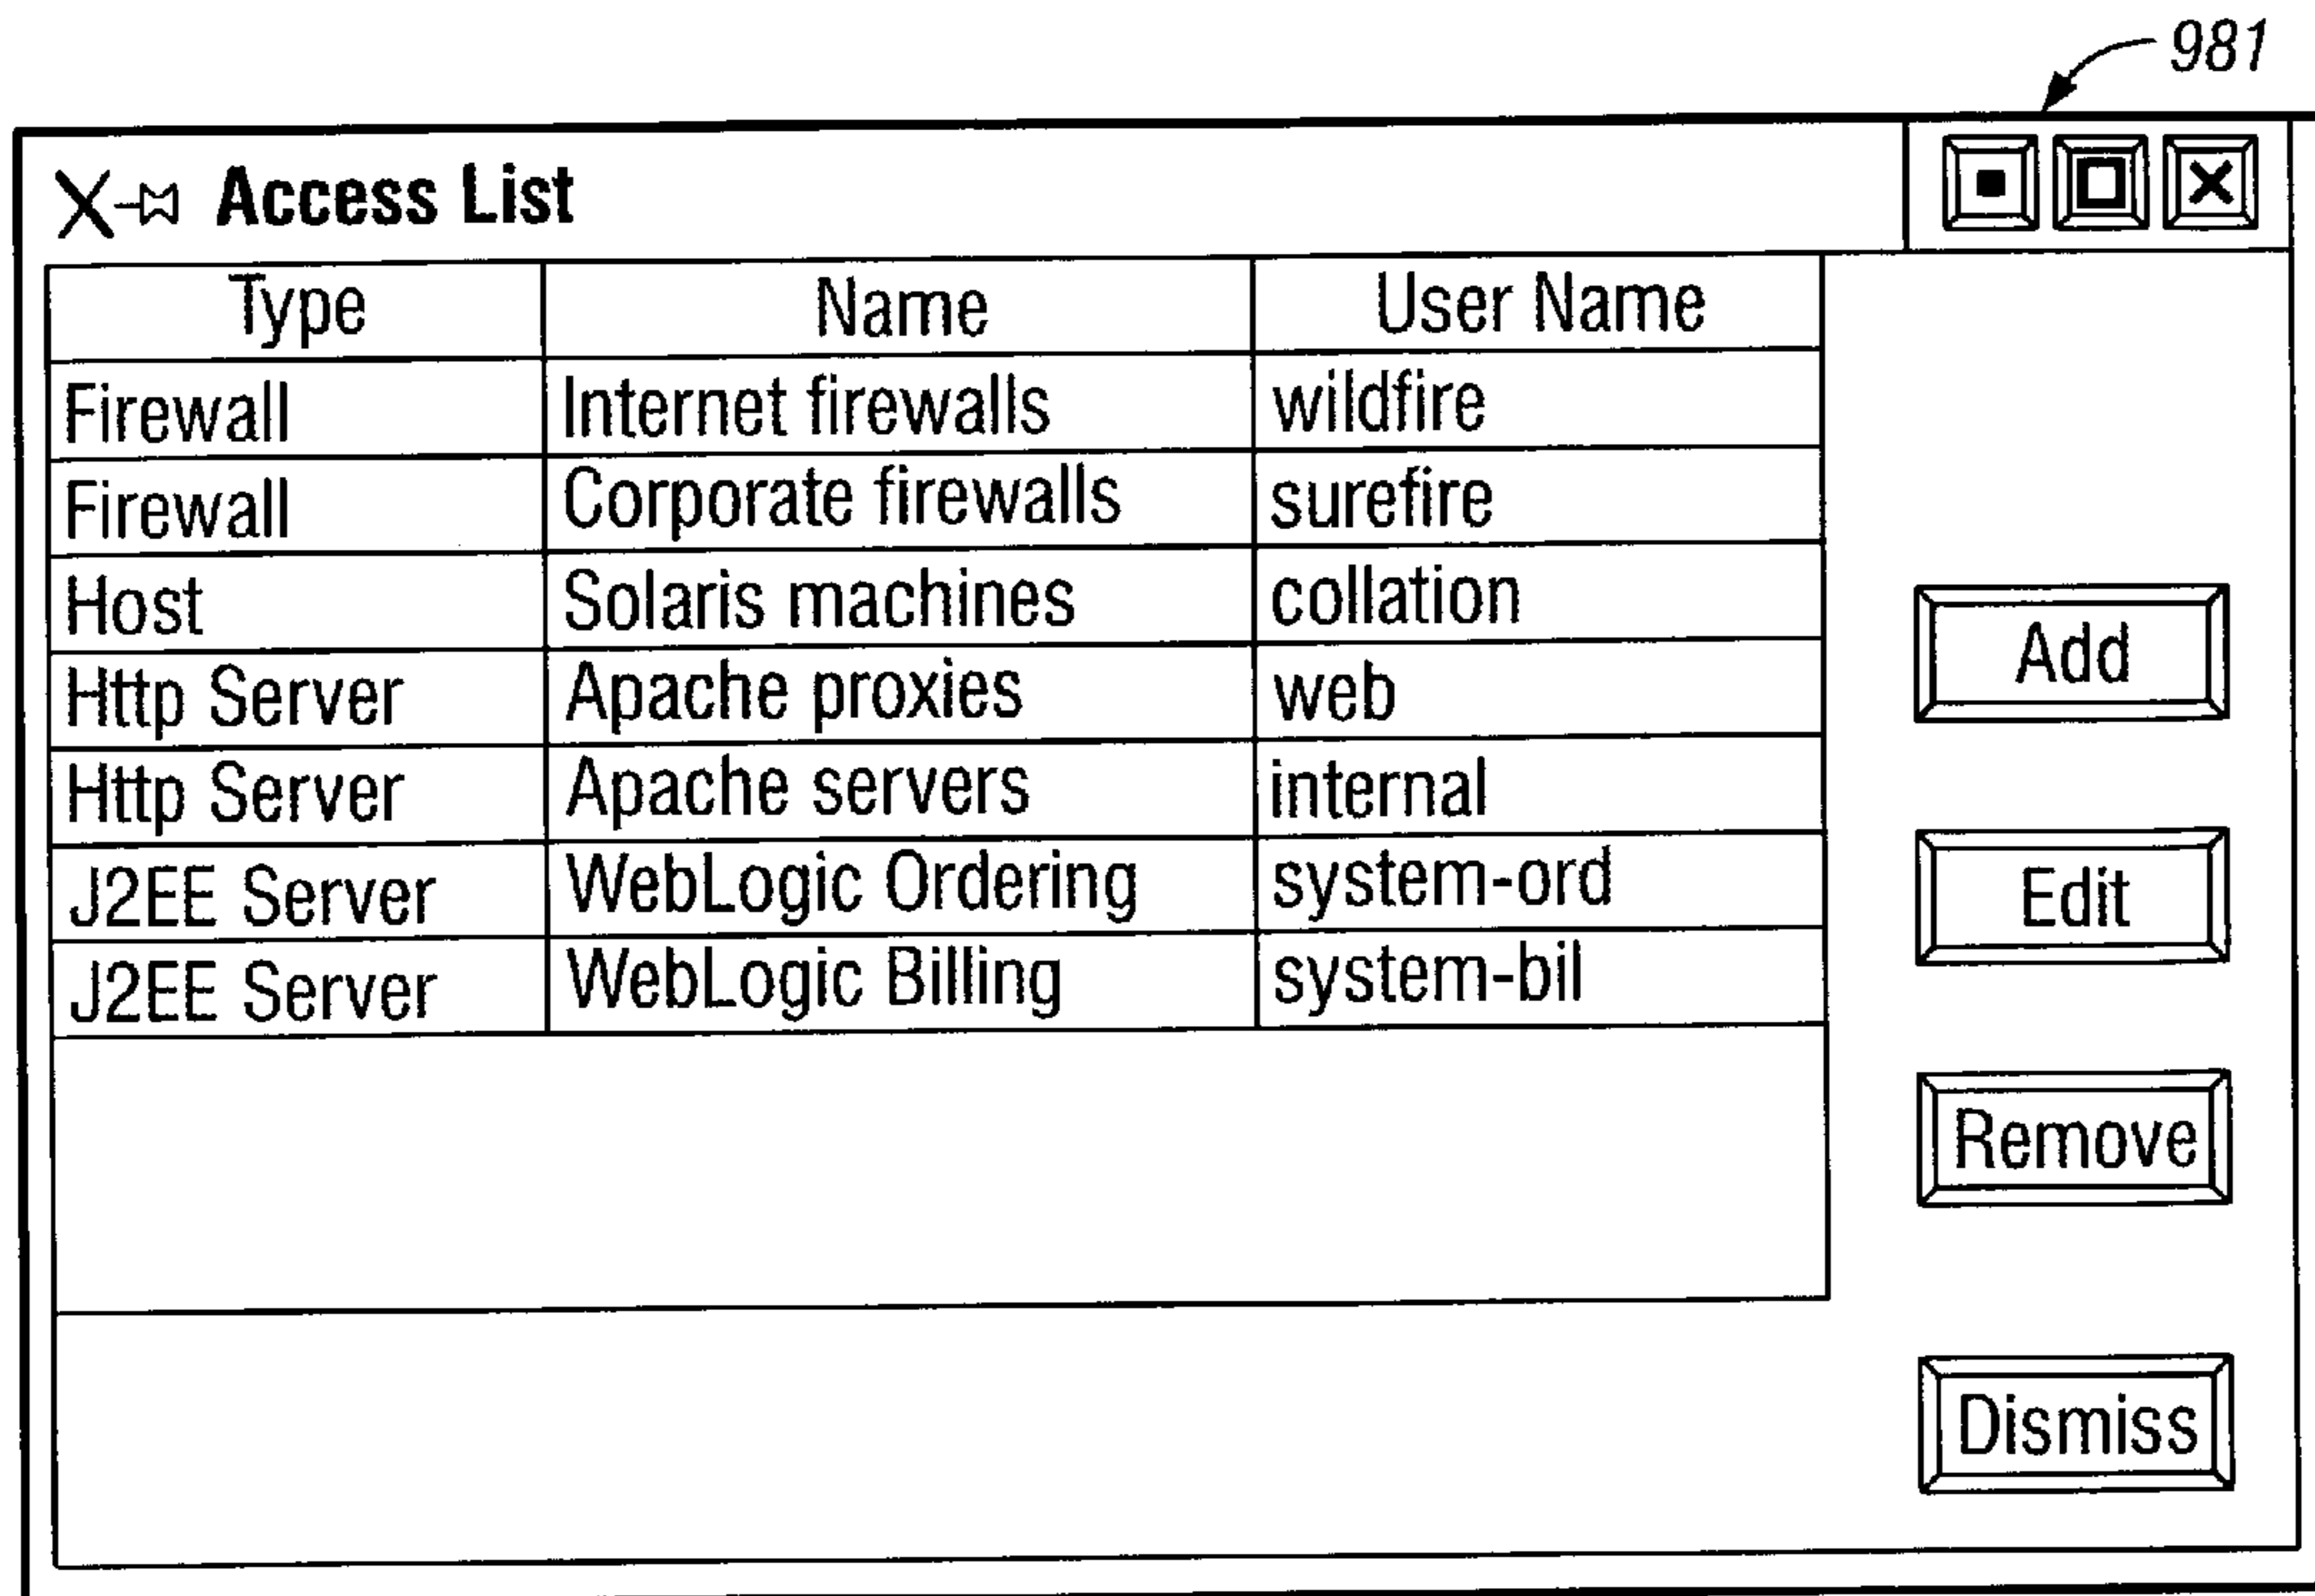 981
Access List
Type Name User Name
Firewall Internet firewalls wildfire
Firewall Corporate firewalls surefire
Host Solaris machines collation
Http Server Apache proxies web
Http Server Apache servers internal
J2EE Server WebLogic Ordering system-ord
J2EE Server WebLogic Billing system-bil
Add
Edit
Remove
Dismiss